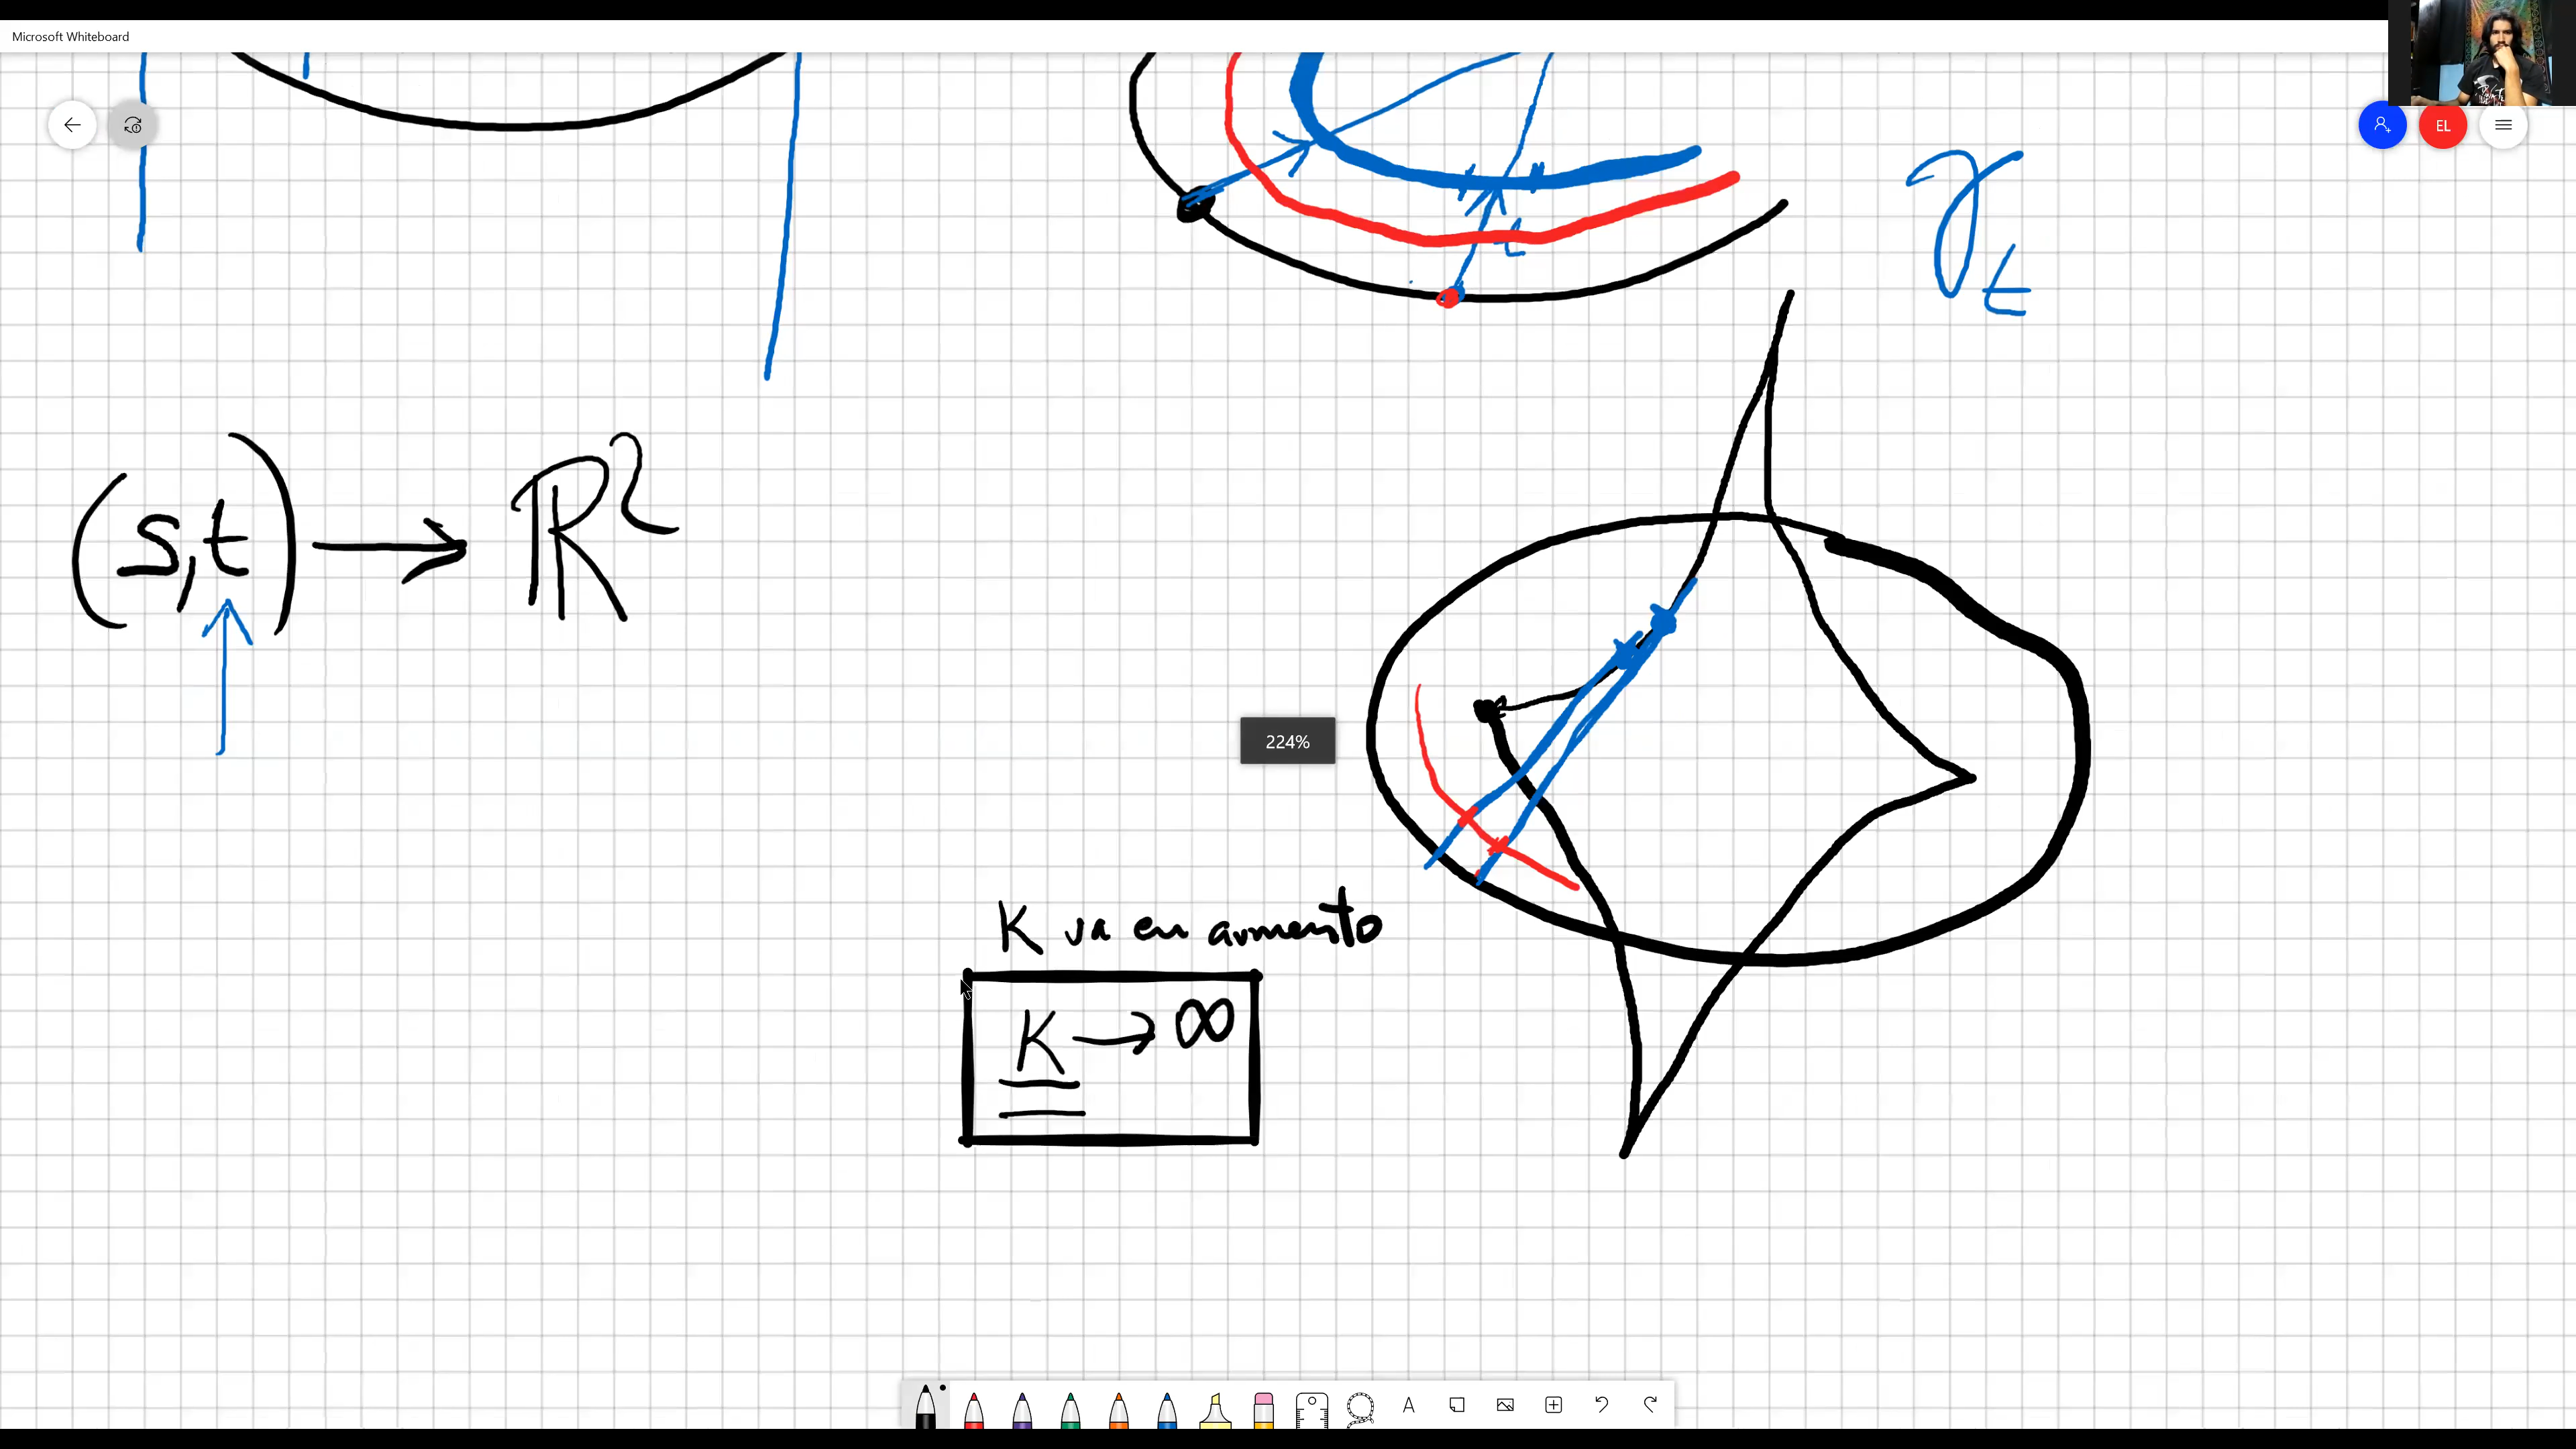 Microsoft Whiteboard
EL
γ_t
t
(s,t) → ℝ²
224%
K va en aumento
K → ∞
A